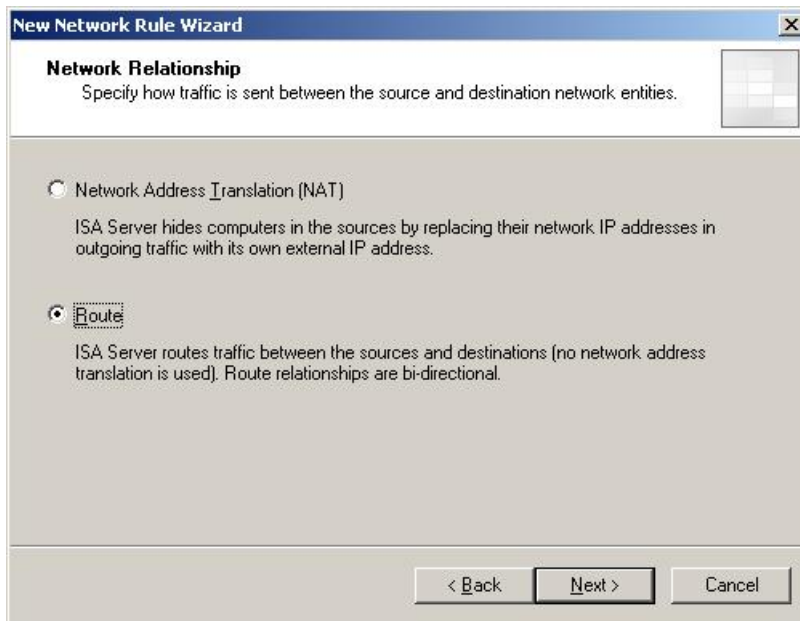 New Network Rule Wizard
Network Relationship
Specify how traffic is sent between the source and destination network entities.
Network Address Translation (NAT)
ISA Server hides computers in the sources by replacing their network IP addresses in
outgoing traffic with its own external IP address.
Route
ISA Server routes traffic between the sources and destinations (no network address
translation is used). Route relationships are bi-directional.
< Back
Next >
Cancel